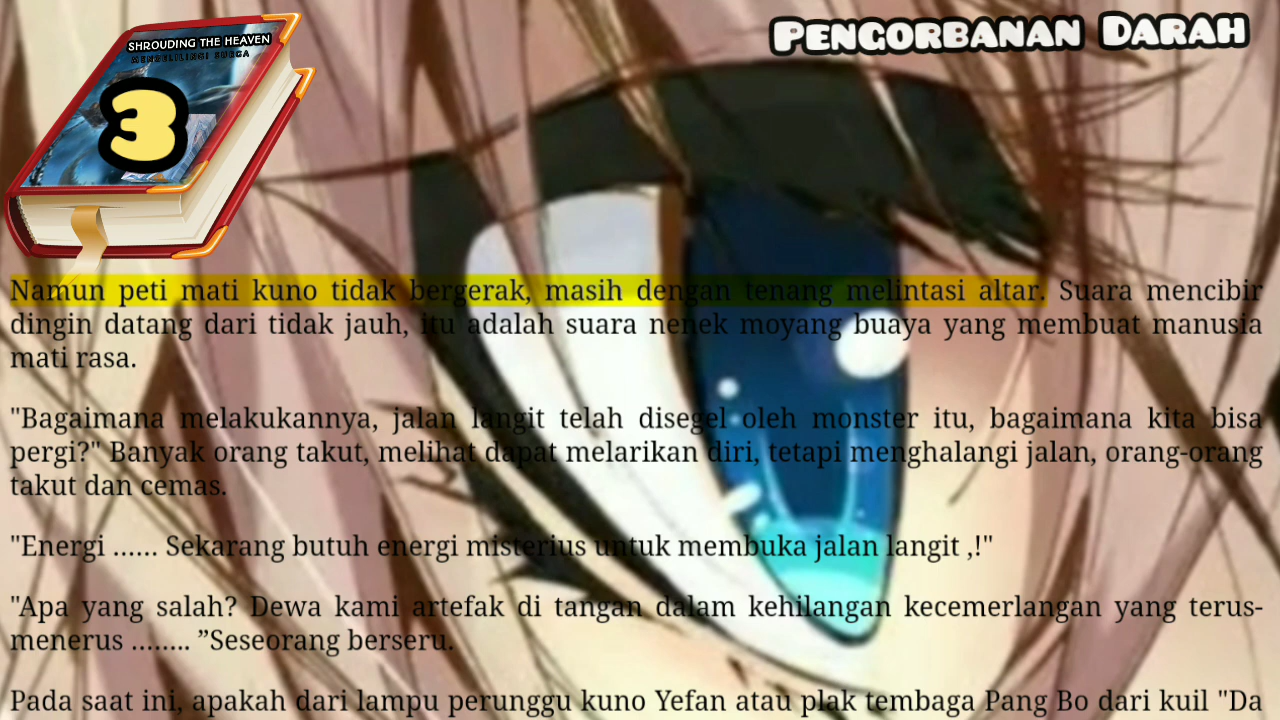 PENGORBANAN DARAH
SHROUDING THE HEAVEN
MENGELILINGI SURGA
3
Namun peti mati kuno tidak bergerak, masih dengan tenang melintasi altar. Suara mencibir
dingin datang dari tidak jauh, itu adalah suara nenek moyang buaya yang membuat manusia
mati rasa.
"Bagaimana melakukannya, jalan langit telah disegel oleh monster itu, bagaimana kita bisa
pergi?" Banyak orang takut, melihat dapat melarikan diri, tetapi menghalangi jalan, orang-orang
takut dan cemas.
"Energi ...... Sekarang butuh energi misterius untuk membuka jalan langit ,!"
"Apa yang salah? Dewa kami artefak di tangan dalam kehilangan kecemerlangan yang terus-
menerus ........ ”Seseorang berseru.
Pada saat ini, apakah dari lampu perunggu kuno Yefan atau plak tembaga Pang Bo dari kuil "Da